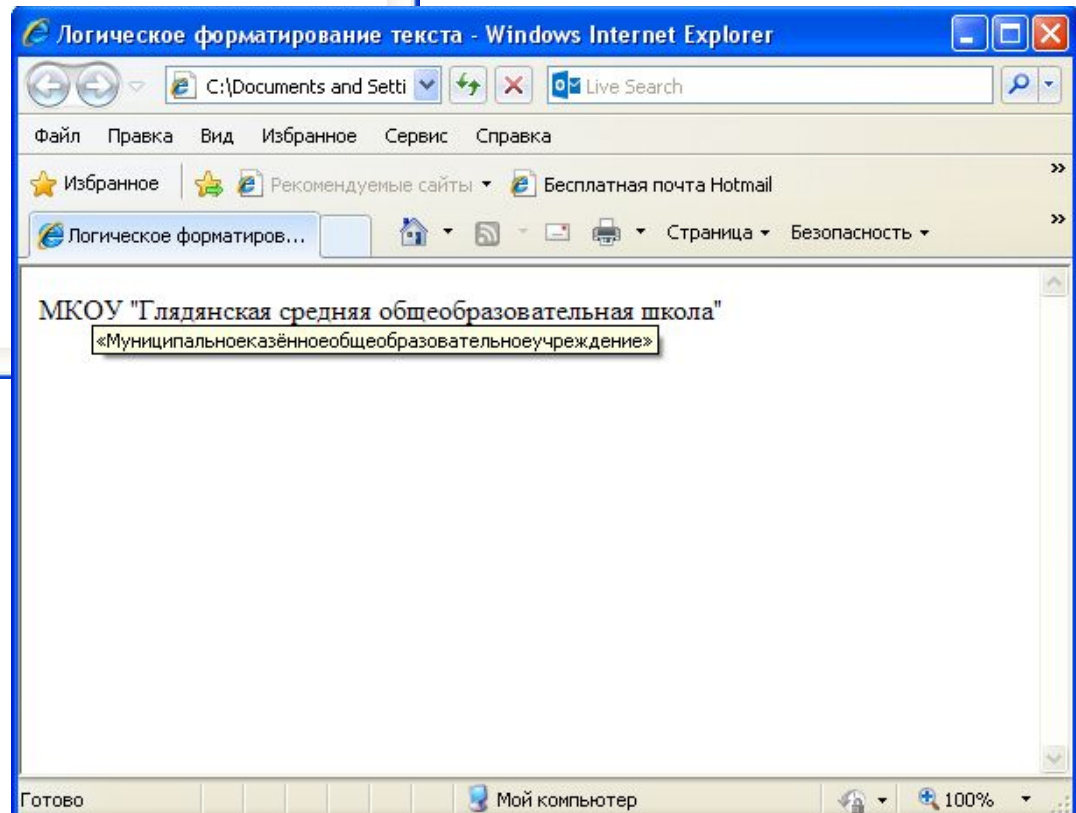 Логическое форматирование текста - Windows Internet Explorer
C:\Documents and Setti
Live Search
Файл Правка Вид Избранное Сервис Справка
Избранное Рекомендуемые сайты Бесплатная почта Hotmail
Логическое форматиров... Страница Безопасность
МКОУ "Глядянская средняя общеобразовательная школа"
«Муниципальноеказённоеобщеобразовательноеучреждение»
Готово Мой компьютер 100%